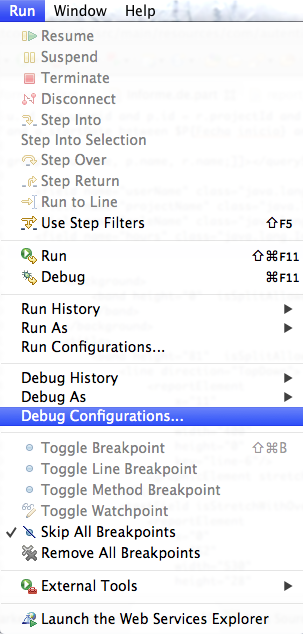 Run Window Help
Resume
Suspend
Terminate
Disconnect
Step Into
Step Into Selection
Step Over
Step Return
Run to Line
Use Step Filters ⇧F5
Run ⇧⌘F11
Debug ⌘F11
Run History
Run As
Run Configurations...
Debug History
Debug As
Debug Configurations...
Toggle Breakpoint ⇧⌘B
Toggle Line Breakpoint
Toggle Method Breakpoint
Toggle Watchpoint
✓ Skip All Breakpoints
Remove All Breakpoints
External Tools
Launch the Web Services Explorer